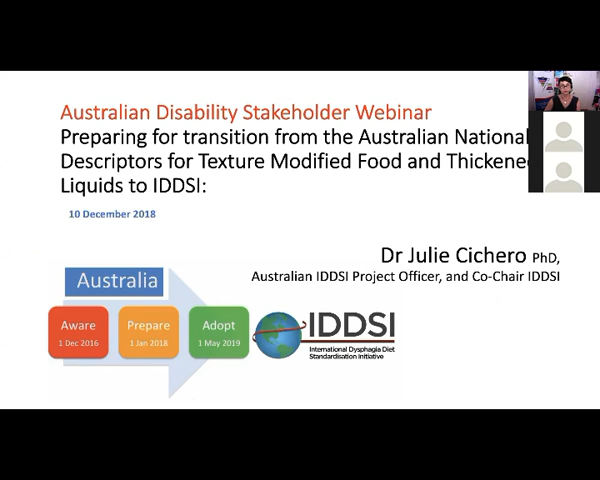 Australian Disability Stakeholder Webinar
Preparing for transition from the Australian National
Descriptors for Texture Modified Food and Thickene
Liquids to IDDSI:
10 December 2018
Dr Julie Cichero PhD,
Australian IDDSI Project Officer, and Co-Chair IDDSI
Australia
Aware
1 Dec 2016
Prepare
1 Jan 2018
Adopt
1 May 2019
IDDSI
International Dysphagia Diet
Standardisation Initiative